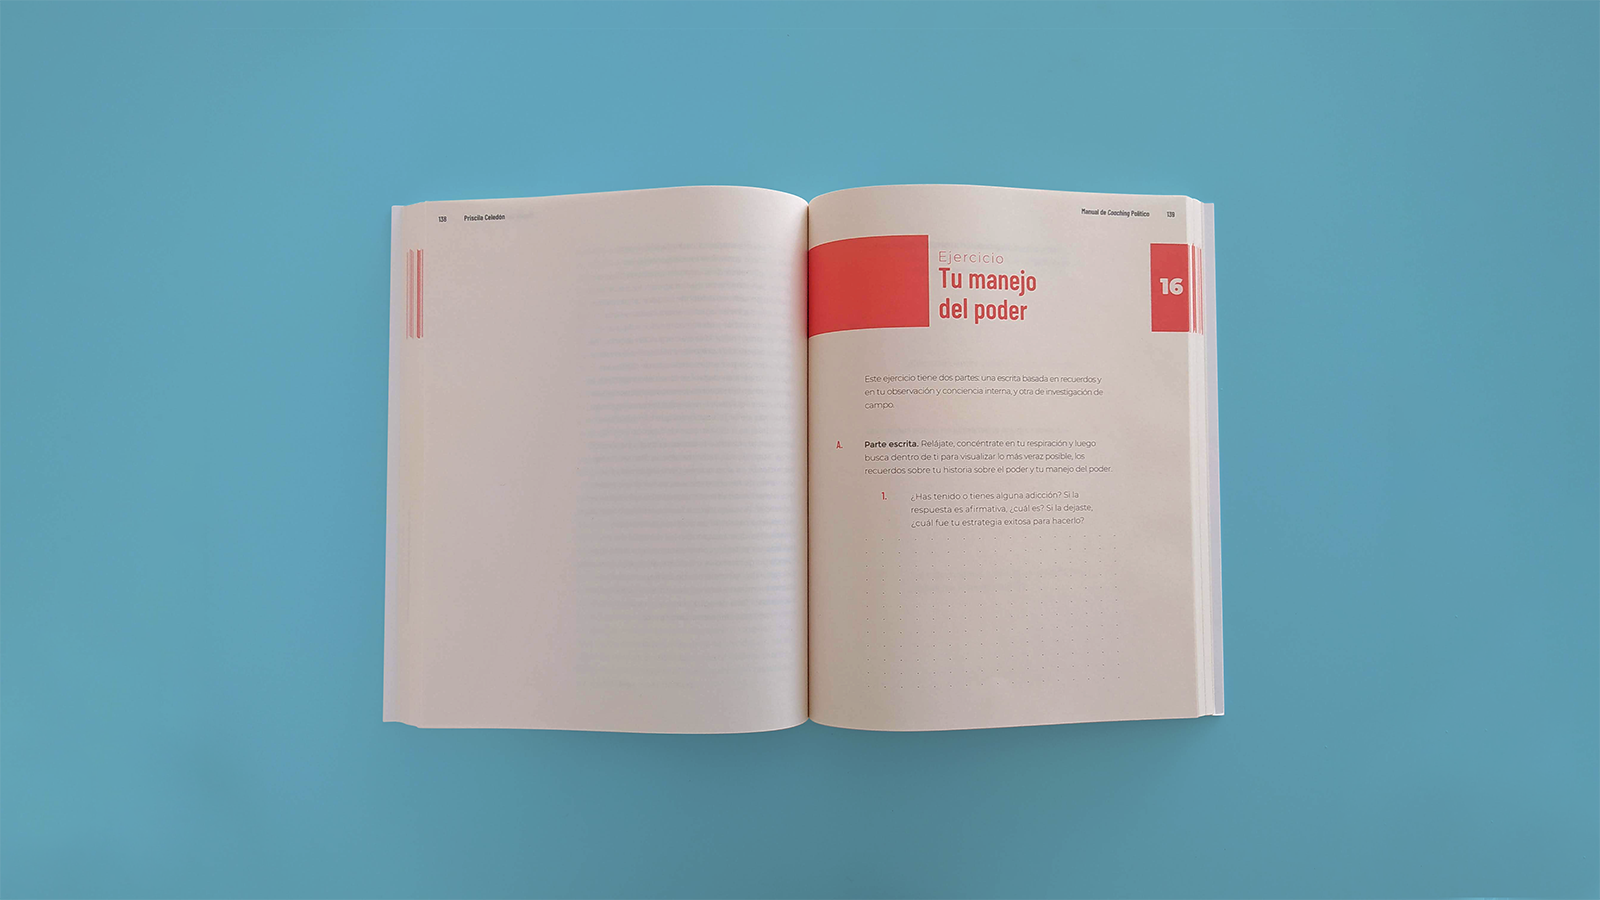 138 Priscila Celedón
Manual de Coaching Político 139
Ejercicio
Tu manejo
del poder
16
Este ejercicio tiene dos partes: una escrita basada en recuerdos y
en tu observación y conciencia interna, y otra de investigación de
campo.
A. Parte escrita. Relájate, concéntrate en tu respiración y luego
busca dentro de ti para visualizar lo más veraz posible, los
recuerdos sobre tu historia sobre el poder y tu manejo del poder.
1. ¿Has tenido o tienes alguna adicción? Si la
respuesta es afirmativa, ¿cuál es? Si la dejaste,
¿cuál fue tu estrategia exitosa para hacerlo?